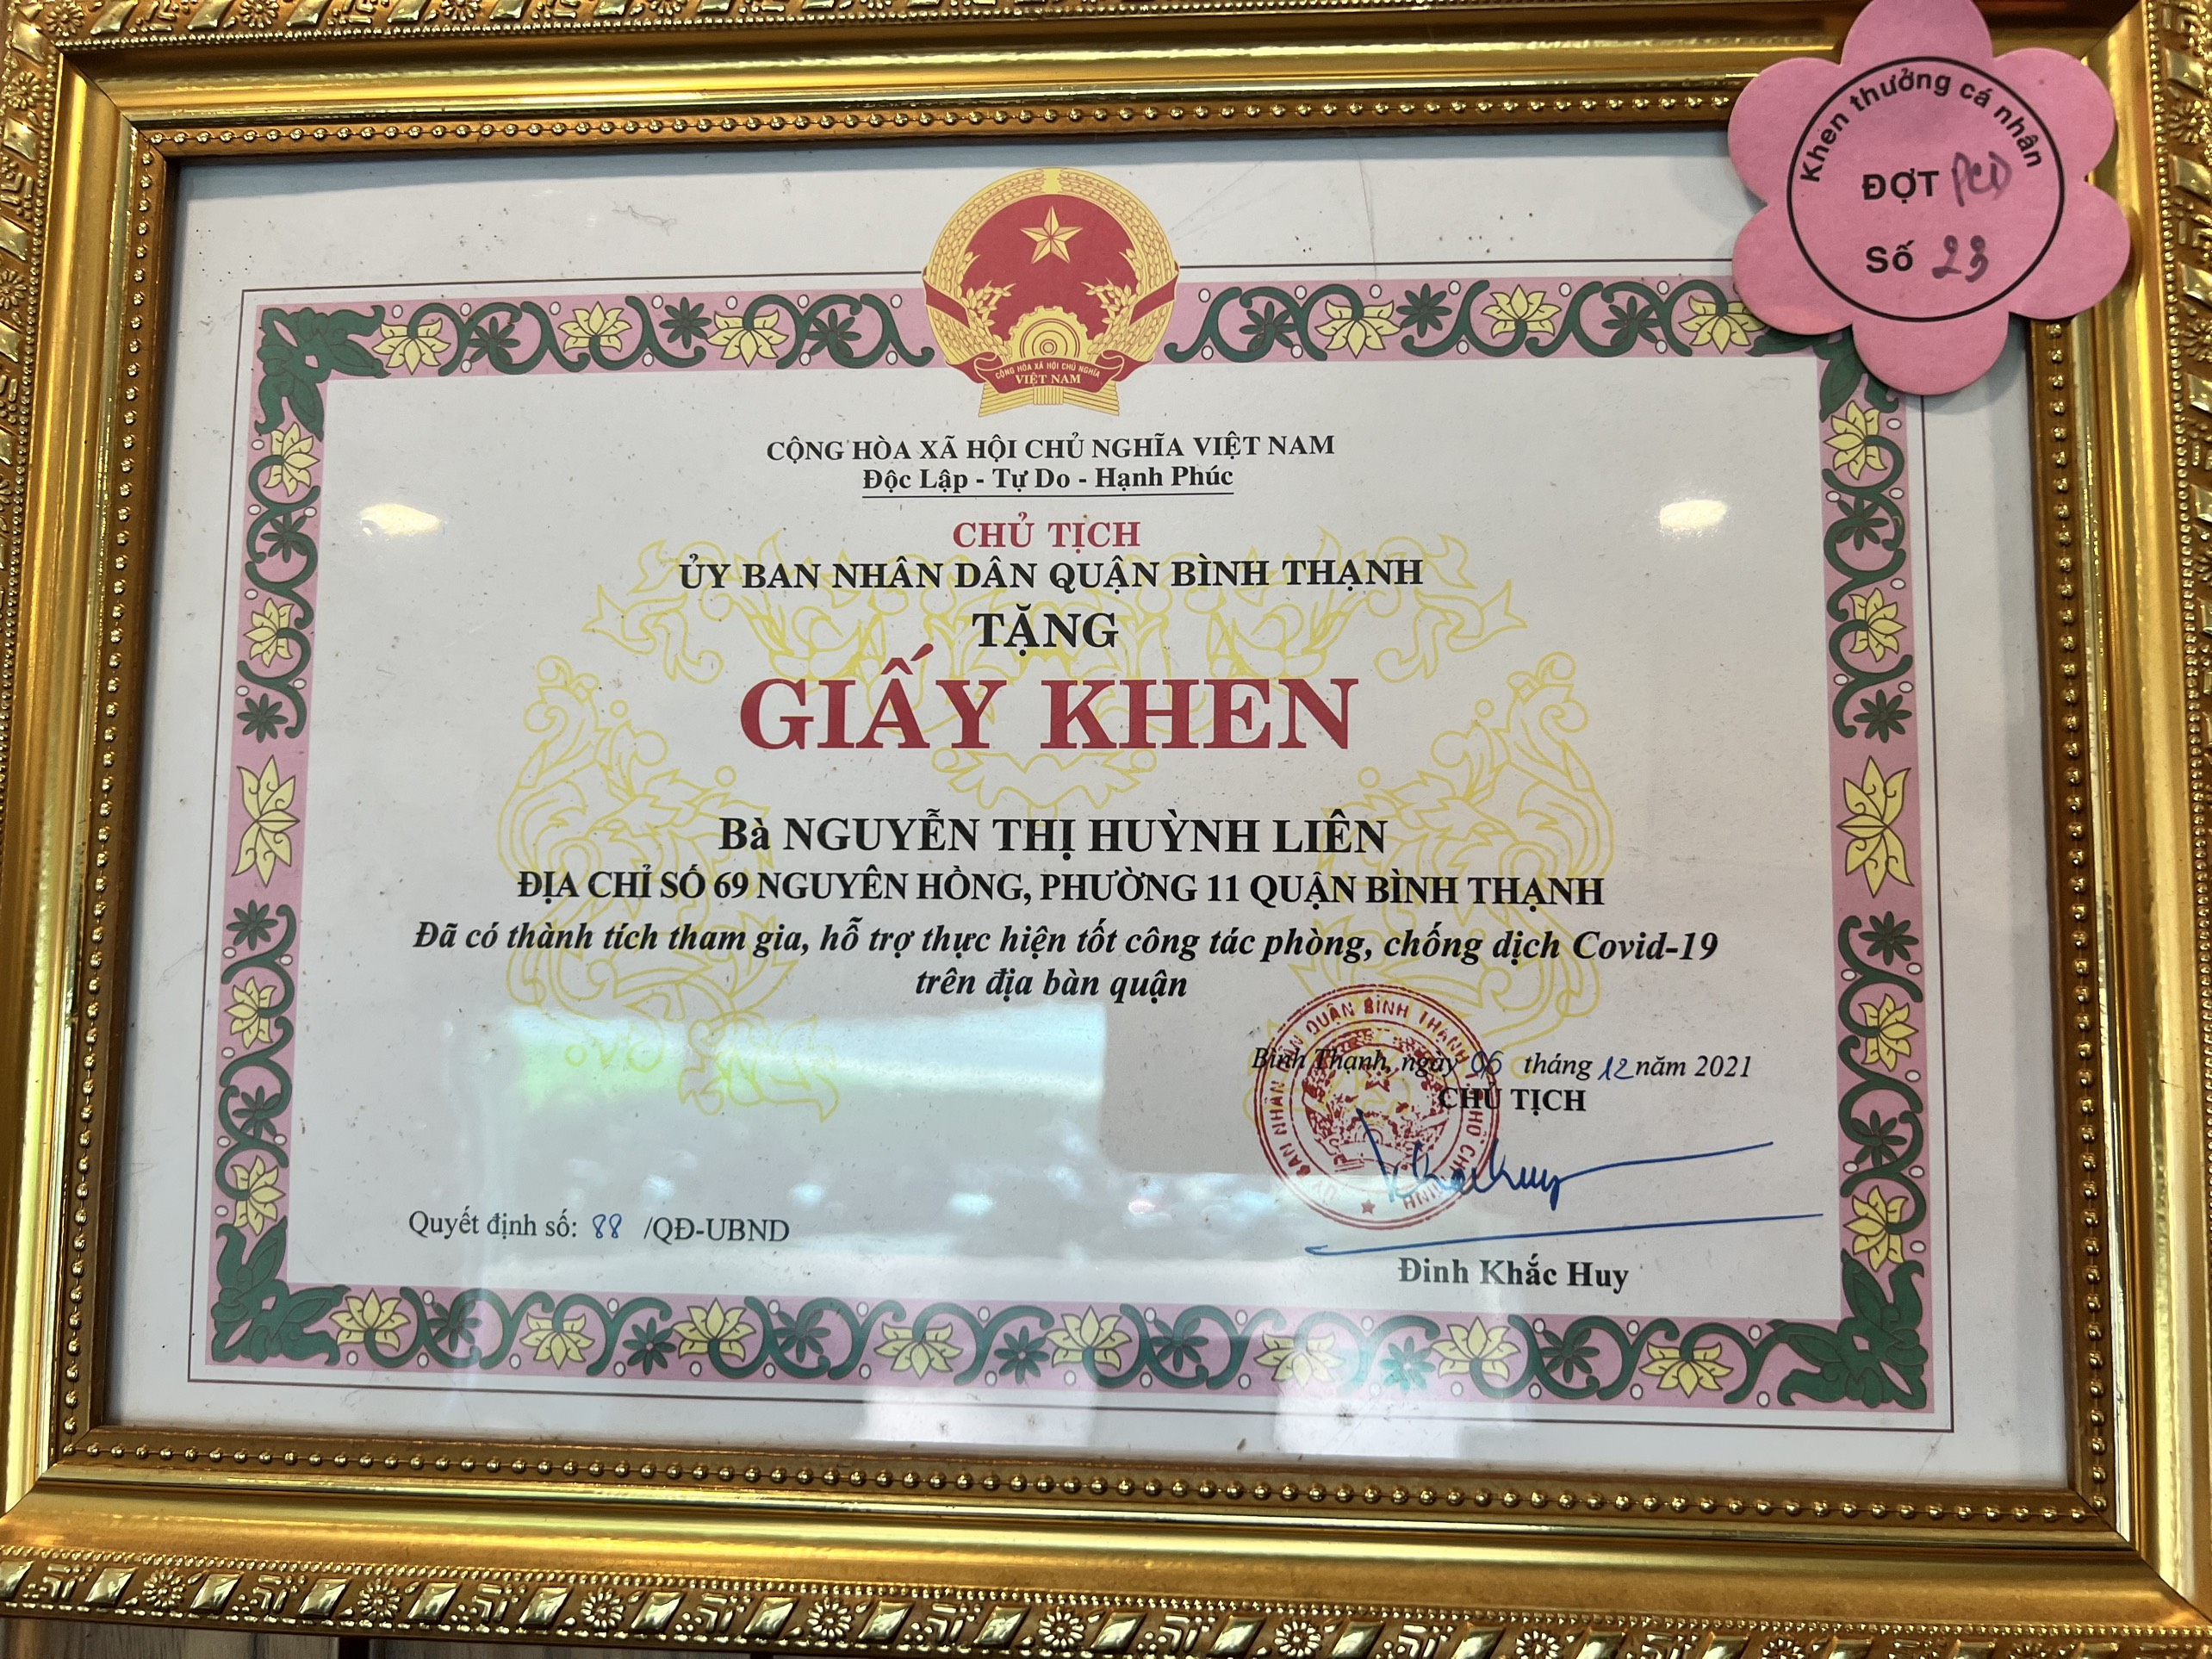 Khen thưởng cá nhân
ĐỢT PCD
Số 23
CỘNG HÒA XÃ HỘI CHỦ NGHĨA
VIỆT NAM
CỘNG HÒA XÃ HỘI CHỦ NGHĨA VIỆT NAM
Độc Lập - Tự Do - Hạnh Phúc
CHỦ TỊCH
ỦY BAN NHÂN DÂN QUẬN BÌNH THẠNH
TẶNG
GIẤY KHEN
Bà NGUYỄN THỊ HUỲNH LIÊN
ĐỊA CHỈ SỐ 69 NGUYÊN HỒNG, PHƯỜNG 11 QUẬN BÌNH THẠNH
Đã có thành tích tham gia, hỗ trợ thực hiện tốt công tác phòng, chống dịch Covid-19
trên địa bàn quận
Bình Thạnh, ngày 06 tháng 12 năm 2021
CHỦ TỊCH
Quyết định số: 88 /QĐ-UBND
Đinh Khắc Huy